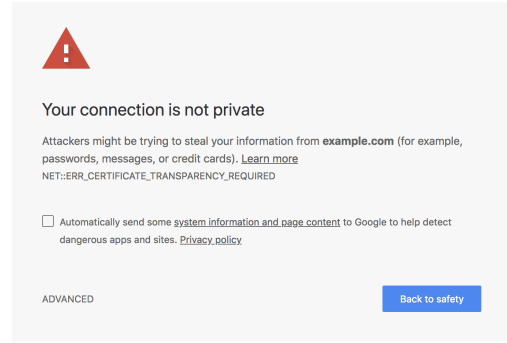 Your connection is not private
Attackers might be trying to steal your information from example.com (for example,
passwords, messages, or credit cards). Learn more
NET::ERR_CERTIFICATE_TRANSPARENCY_REQUIRED
Automatically send some system information and page content to Google to help detect
dangerous apps and sites. Privacy policy
ADVANCED
Back to safety